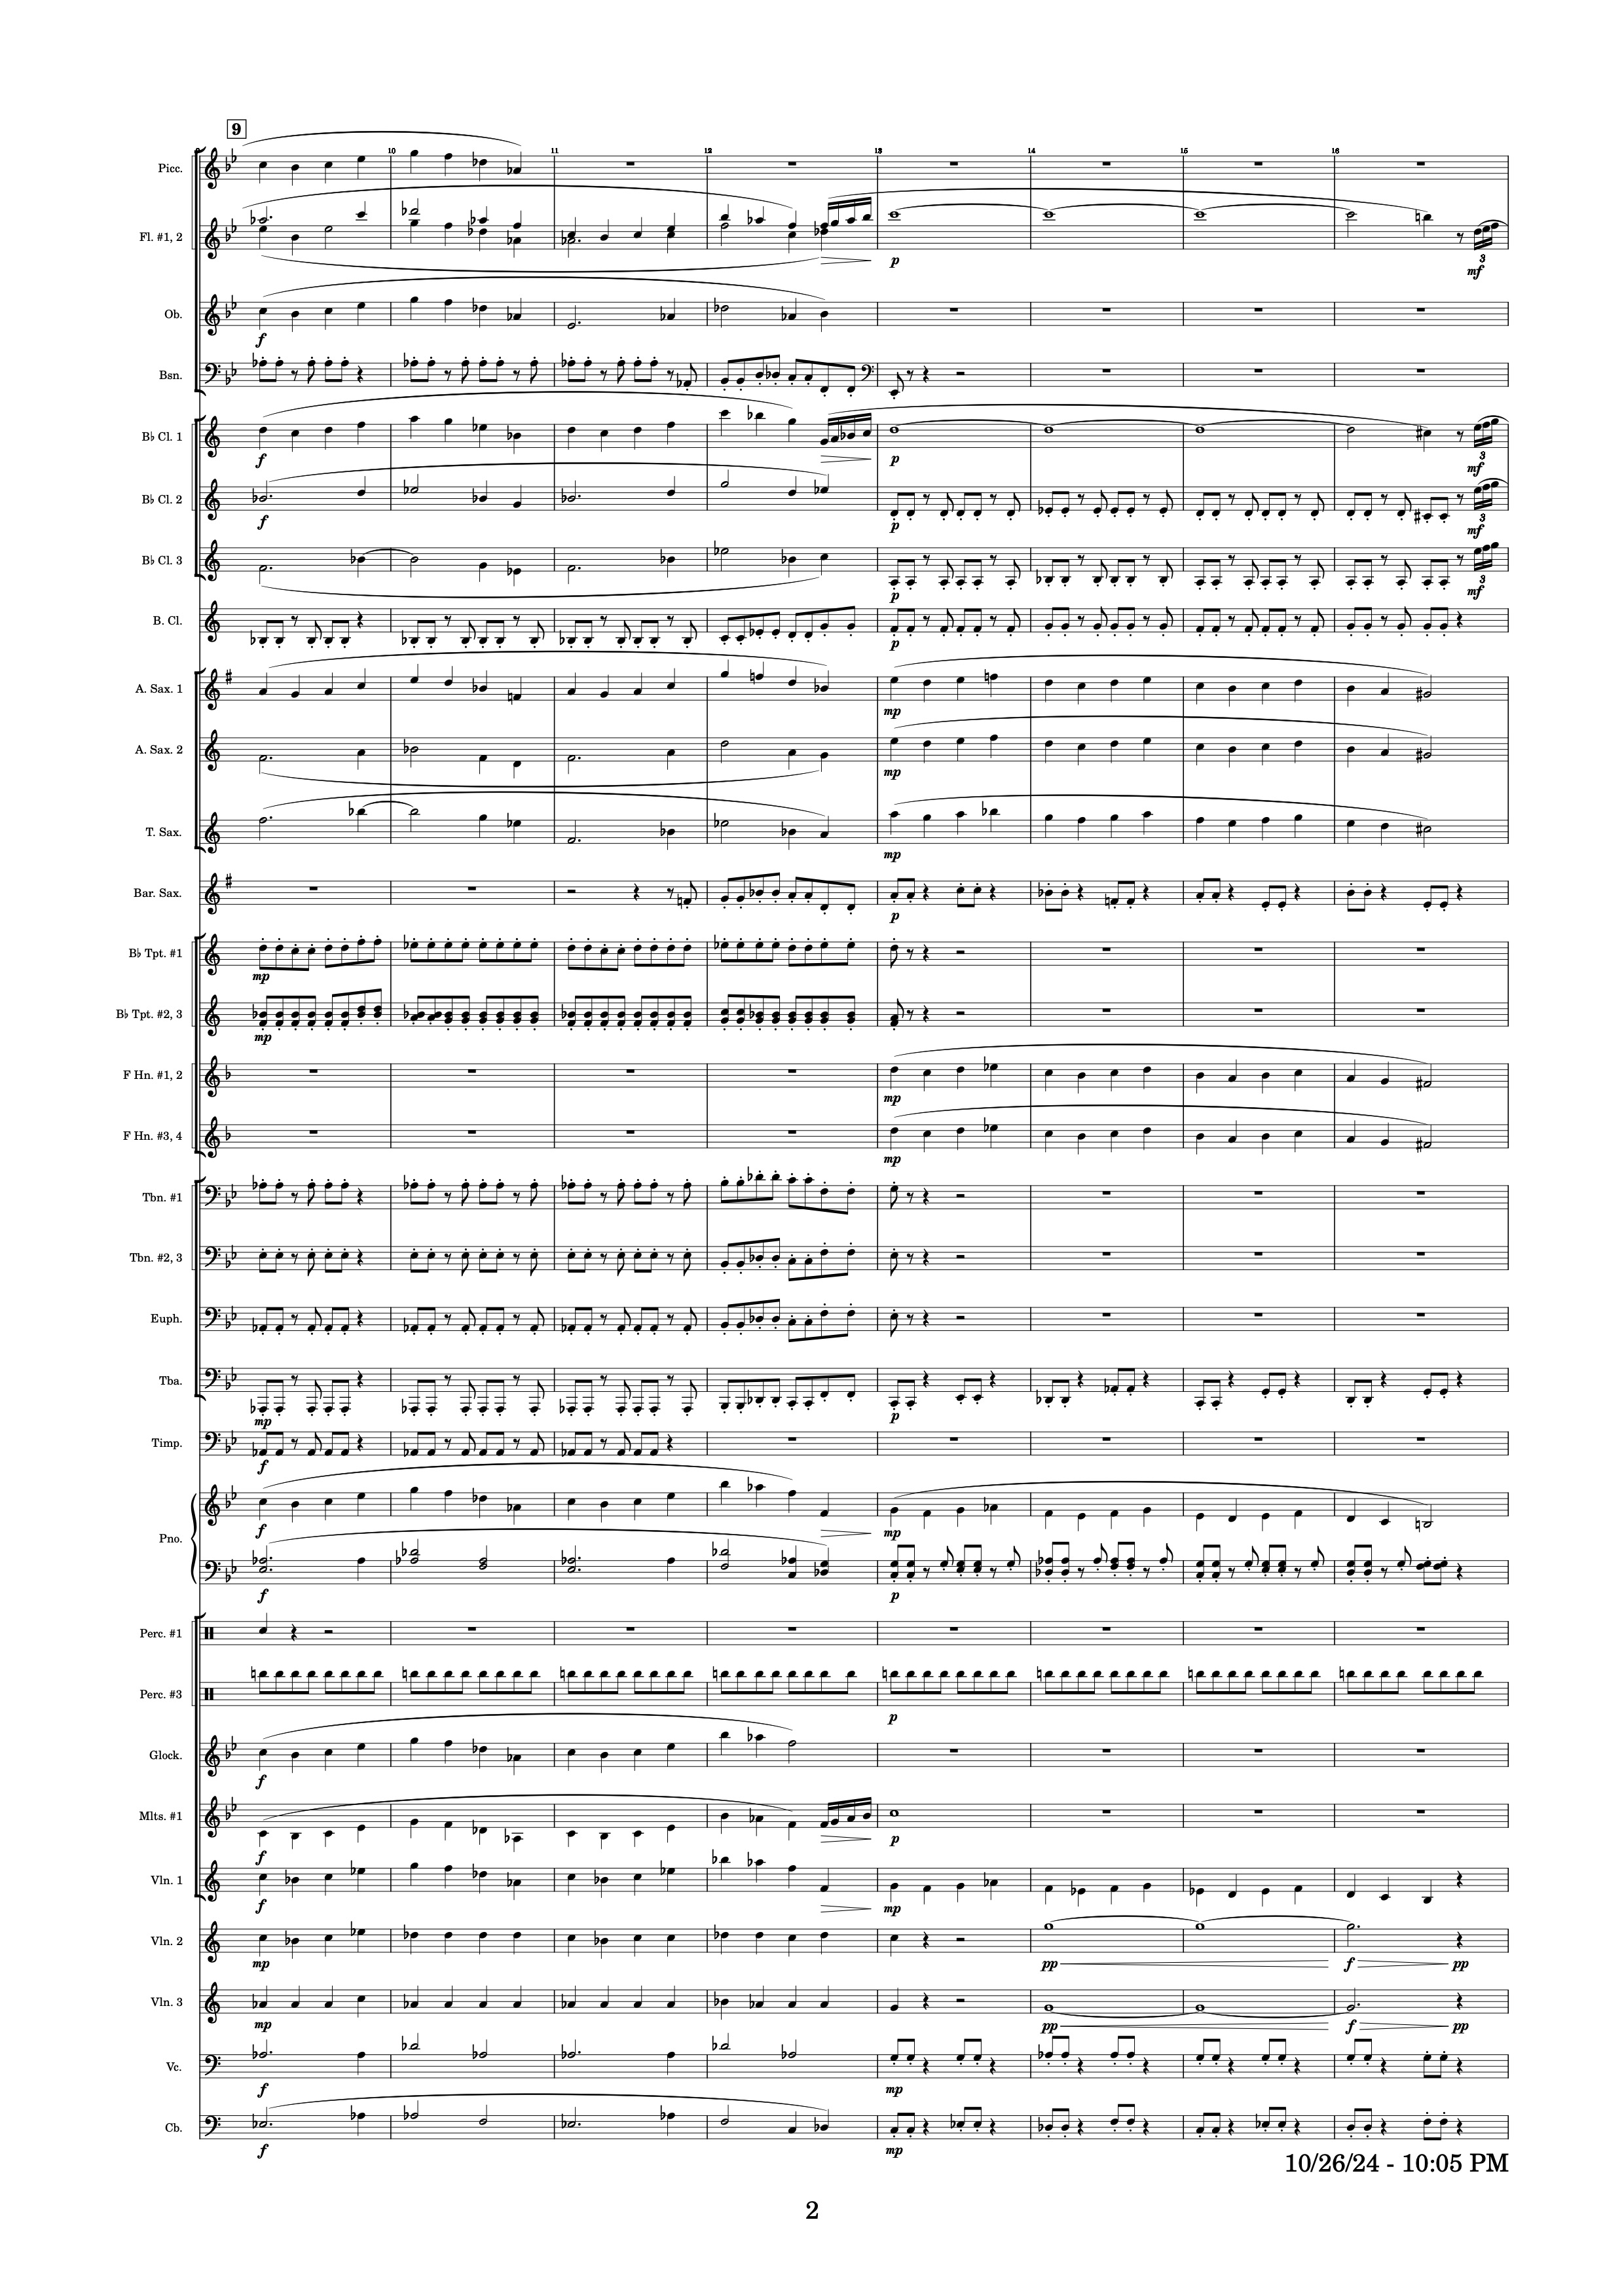 9
10 11 12 13 14 15 16
Picc.
Fl. #1, 2
p
3
mf
Ob.
f
Bsn.
B♭ Cl. 1
f
p
3
mf
B♭ Cl. 2
f
p
3
mf
B♭ Cl. 3
p
3
mf
B. Cl.
p
A. Sax. 1
mp
A. Sax. 2
mp
T. Sax.
mp
Bar. Sax.
p
B♭ Tpt. #1
mp
B♭ Tpt. #2, 3
mp
F Hn. #1, 2
mp
F Hn. #3, 4
mp
Tbn. #1
Tbn. #2, 3
Euph.
Tba.
mp p
Timp.
f
f mp
Pno.
f p
Perc. #1
Perc. #3
p
Glock.
f
Mlts. #1
f p
Vln. 1
f mp
Vln. 2
mp pp f pp
Vln. 3
mp pp f pp
Vc.
f mp
Cb.
f mp
10/26/24 - 10:05 PM
2